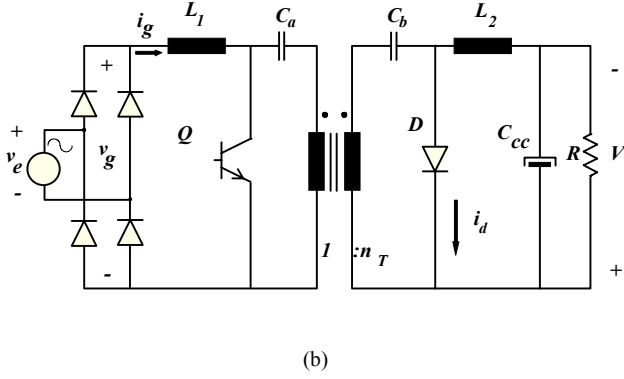 i_g L_1 C_a C_b L_2
+ + -
Q D
v_e v_g C_cc R V
- i_d
1 :n_T
- +
(b)